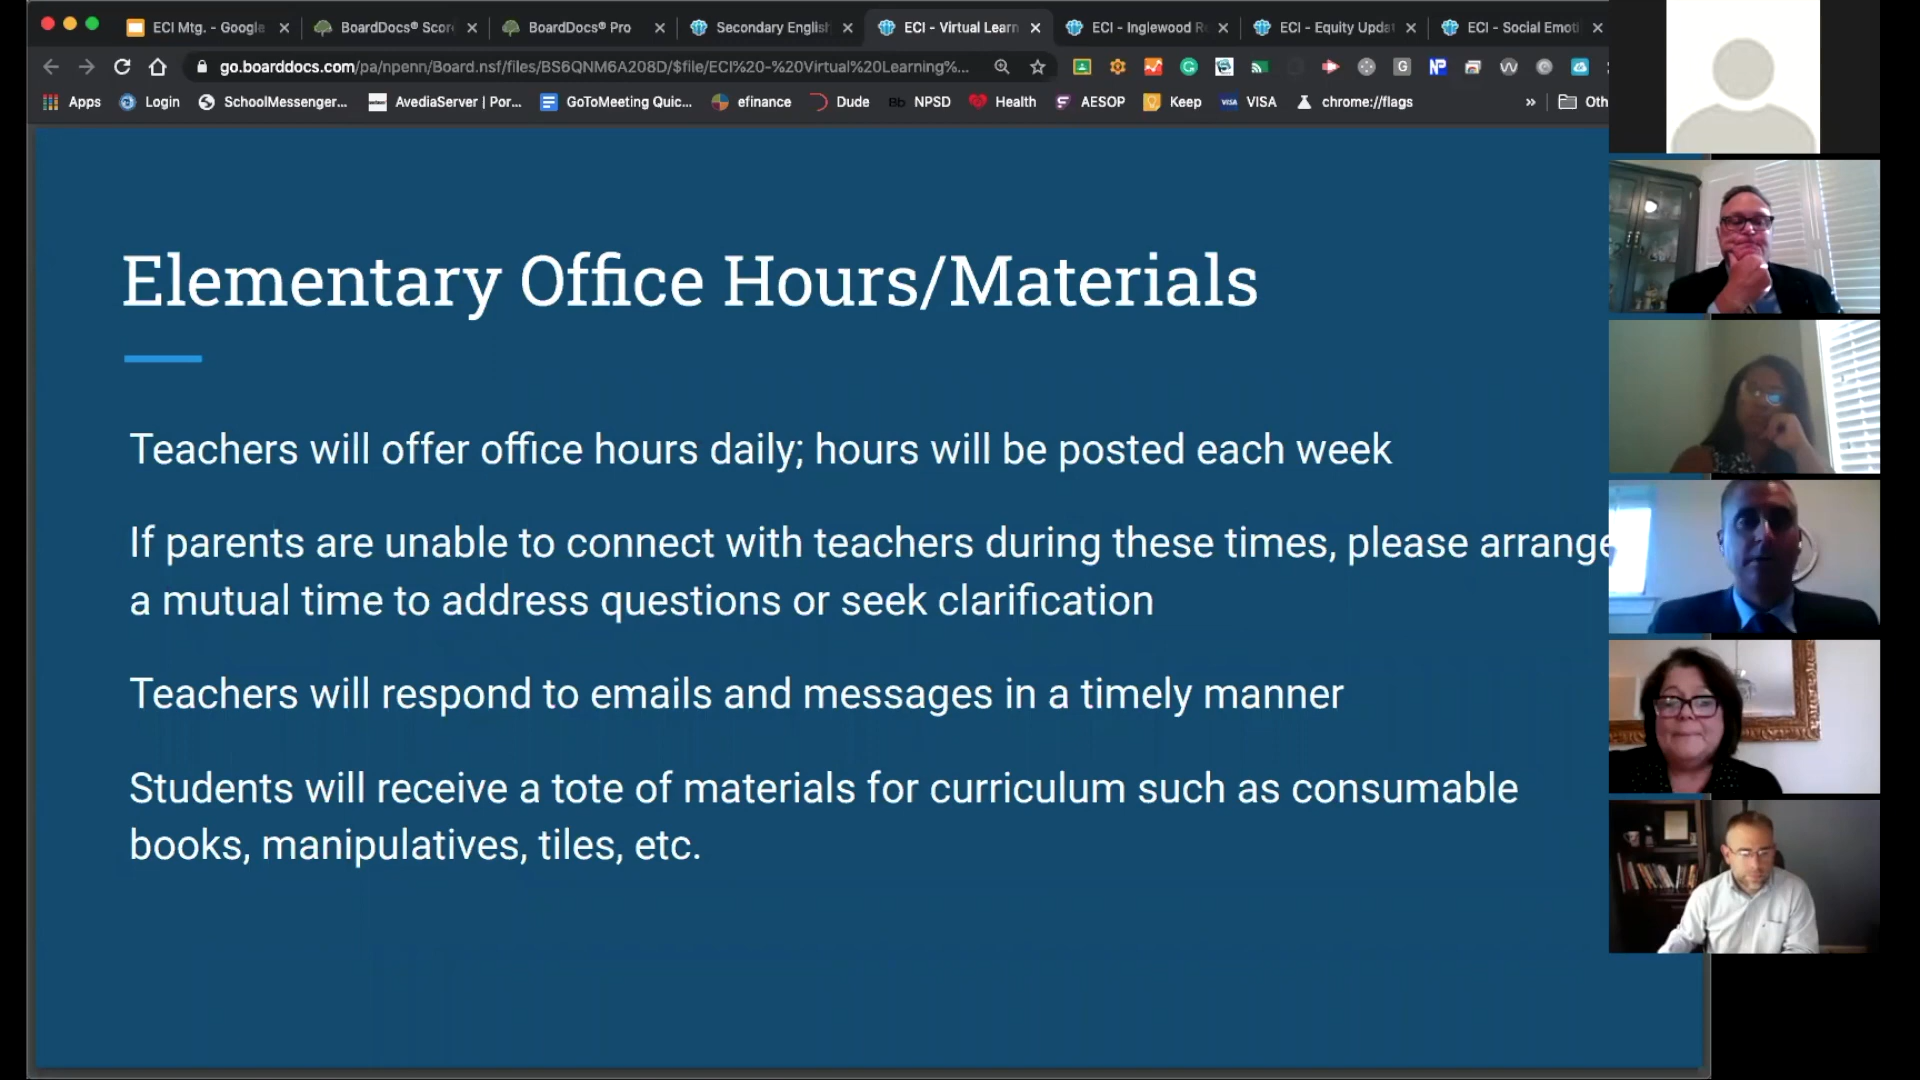 ECI Mtg. - Google
BoardDocs® Scor
BoardDocs® Pro
Secondary English
ECI - Virtual Learn
ECI - Inglewood R
ECI - Equity Updat
ECI - Social Emoti
go.boarddocs.com/pa/npenn/Board.nsf/files/BS6QNM6A208D/$file/ECI%20-%20Virtual%20Learning%...
Apps
Login
SchoolMessenger...
AvediaServer | Por...
GoToMeeting Quic...
efinance
Dude
Bb NPSD
Health
AESOP
Keep
VISA VISA
chrome://flags
»
Oth
Elementary Office Hours/Materials
Teachers will offer office hours daily; hours will be posted each week
If parents are unable to connect with teachers during these times, please arrange
a mutual time to address questions or seek clarification
Teachers will respond to emails and messages in a timely manner
Students will receive a tote of materials for curriculum such as consumable
books, manipulatives, tiles, etc.